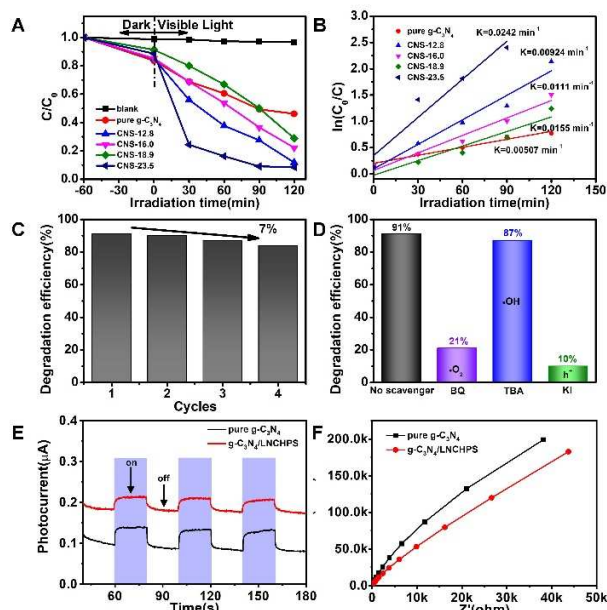 A
Dark
Visible Light
C/C₀
1.0
0.8
0.6
0.4
0.2
0.0
blank
pure g-C₃N₄
CNS-12.8
CNS-16.0
CNS-18.9
CNS-23.5
-60
-30
0
30
60
90
120
Irradiation time(min)
B
ln(C₀/C)
2.5
2.0
1.5
1.0
0.5
0.0
pure g-C₃N₄
CNS-12.8
CNS-16.0
CNS-18.9
CNS-23.5
K=0.0242 min⁻¹
K=0.00924 min⁻¹
K=0.0111 min⁻¹
K=0.0155 min⁻¹
K=0.00507 min⁻¹
0
30
60
90
120
150
Irradiation time(min)
C
Degradation efficiency(%)
100
80
60
40
20
0
7%
1
2
3
4
Cycles
D
Degradation efficiency(%)
100
80
60
40
20
0
91%
21%
87%
10%
•O₂
•OH
h⁺
No scavenger
BQ
TBA
KI
E
pure g-C₃N₄
g-C₃N₄/LNCHPS
Photocurrent(μA)
0.4
0.3
0.2
0.1
0.0
on
off
60
90
120
150
180
Time(s)
F
pure g-C₃N₄
g-C₃N₄/LNCHPS
200.0k
150.0k
100.0k
50.0k
0.0
0
10k
20k
30k
40k
50k
Z'(ohm)